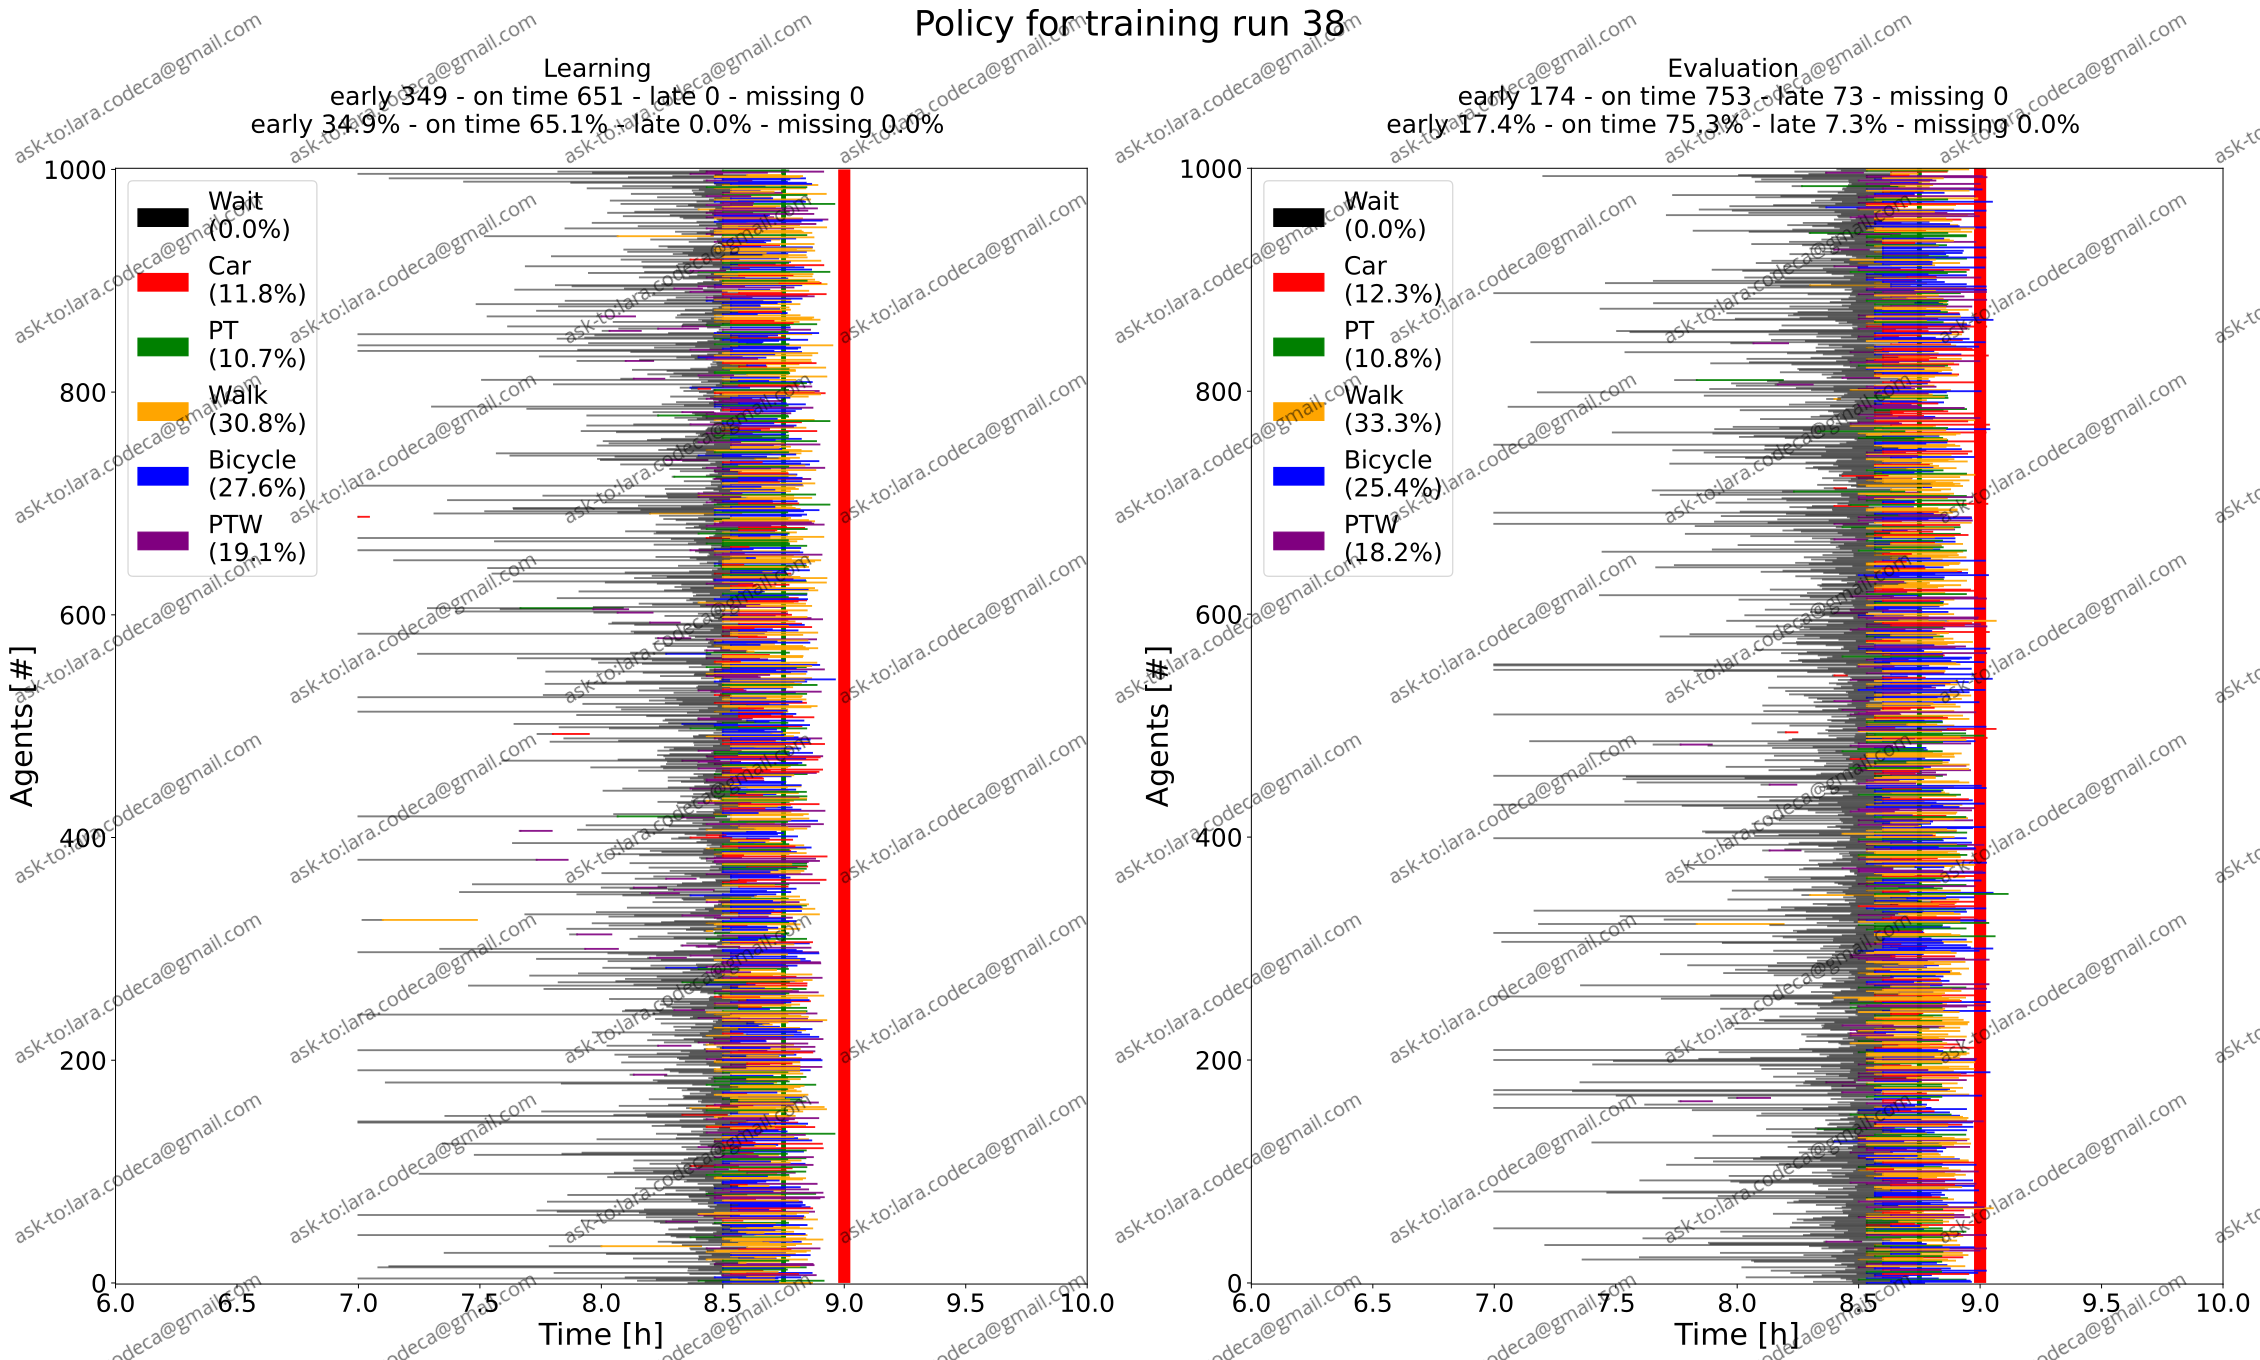 Policy for training run 38
Learning
early 349 - on time 651 - late 0 - missing 0
early 34.9% - on time 65.1% - late 0.0% - missing 0.0%
Wait
(0.0%)
Car
(11.8%)
PT
(10.7%)
Walk
(30.8%)
Bicycle
(27.6%)
PTW
(19.1%)
1000
800
600
400
200
0
Agents [#]
6.0 6.5 7.0 7.5 8.0 8.5 9.0 9.5 10.0
Time [h]
Evaluation
early 174 - on time 753 - late 73 - missing 0
early 17.4% - on time 75.3% - late 7.3% - missing 0.0%
Wait
(0.0%)
Car
(12.3%)
PT
(10.8%)
Walk
(33.3%)
Bicycle
(25.4%)
PTW
(18.2%)
1000
800
600
400
200
0
Agents [#]
6.0 6.5 7.0 7.5 8.0 8.5 9.0 9.5 10.0
Time [h]
ask-to:lara.codeca@gmail.com